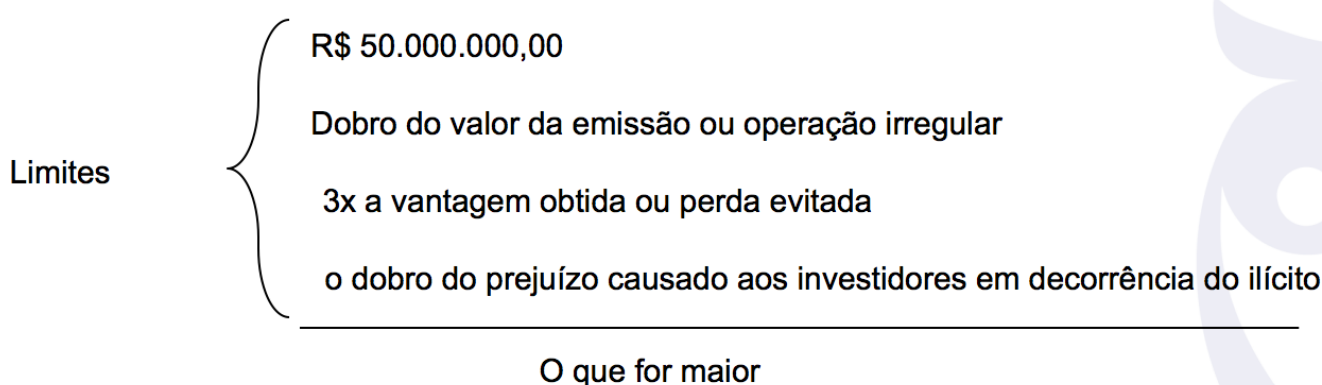 R$ 50.000.000,00
Dobro do valor da emissão ou operação irregular
Limites
3x a vantagem obtida ou perda evitada
o dobro do prejuízo causado aos investidores em decorrência do ilícito
O que for maior